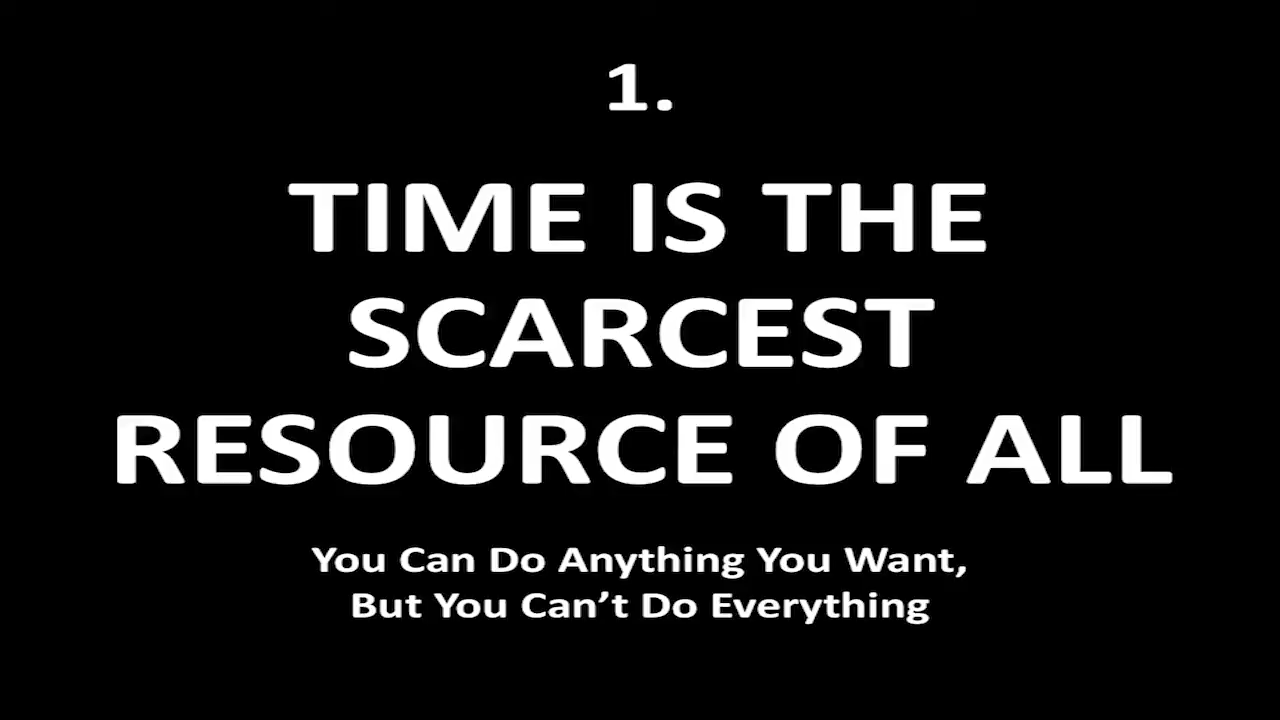 1.
TIME IS THE
SCARCEST
RESOURCE OF ALL
You Can Do Anything You Want,
But You Can’t Do Everything